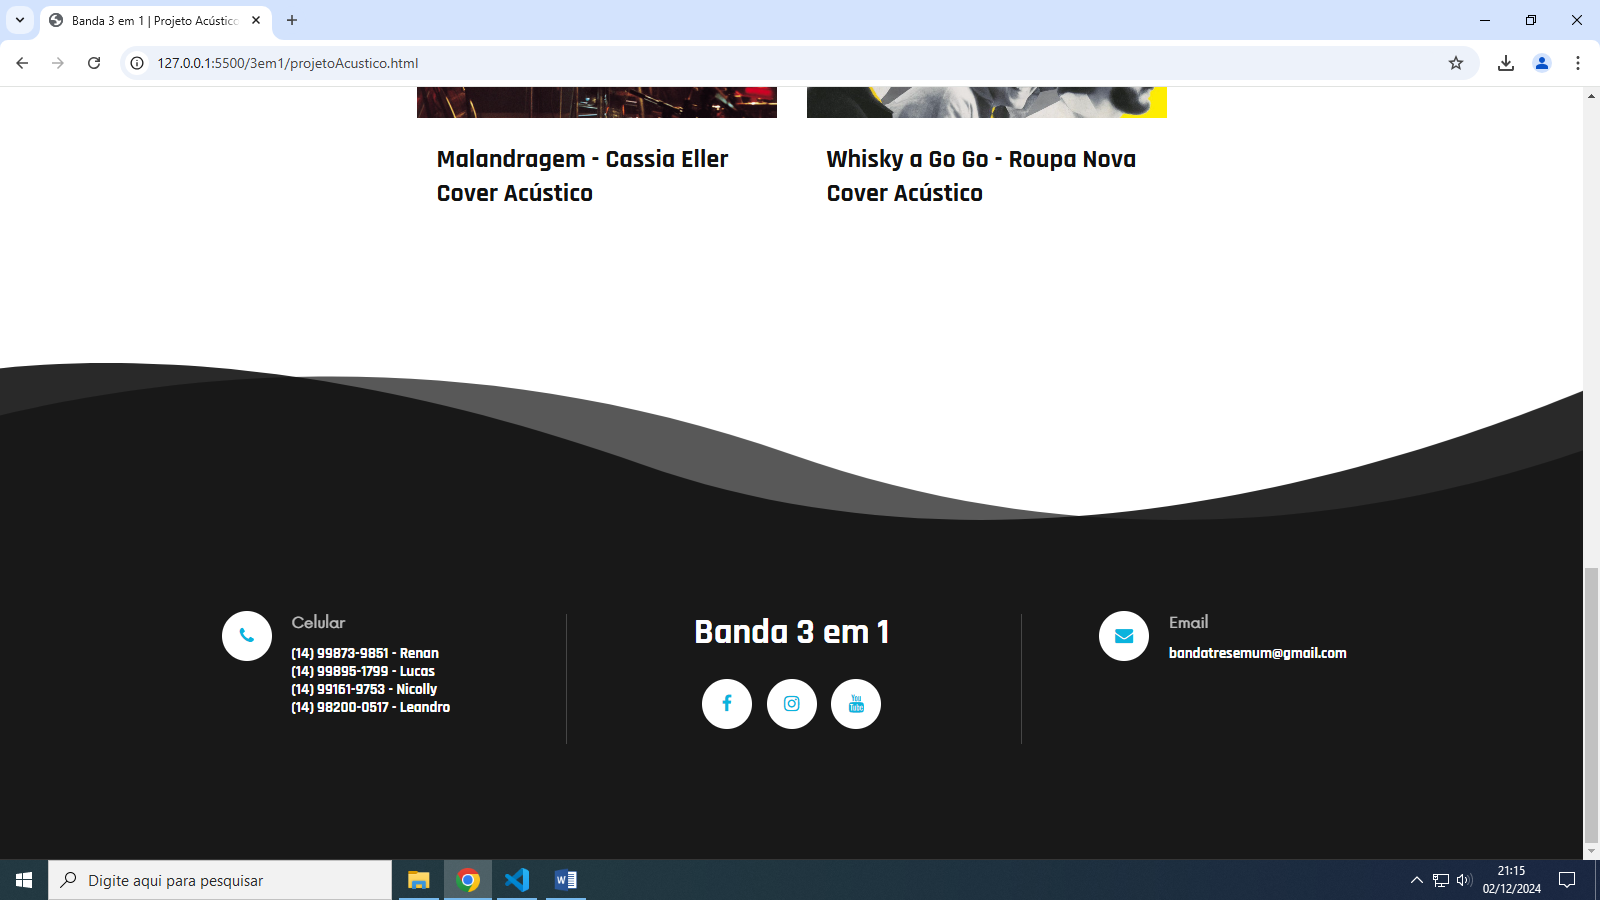 Banda 3 em 1 | Projeto Acústico
127.0.0.1:5500/3em1/projetoAcustico.html
Malandragem - Cassia Eller
Cover Acústico
Whisky a Go Go - Roupa Nova
Cover Acústico
Celular
(14) 99873-9851 - Renan
(14) 99895-1799 - Lucas
(14) 99161-9753 - Nicolly
(14) 98200-0517 - Leandro
Banda 3 em 1
You
Tube
Email
bandatresemum@gmail.com
Digite aqui para pesquisar
W
21:15
02/12/2024